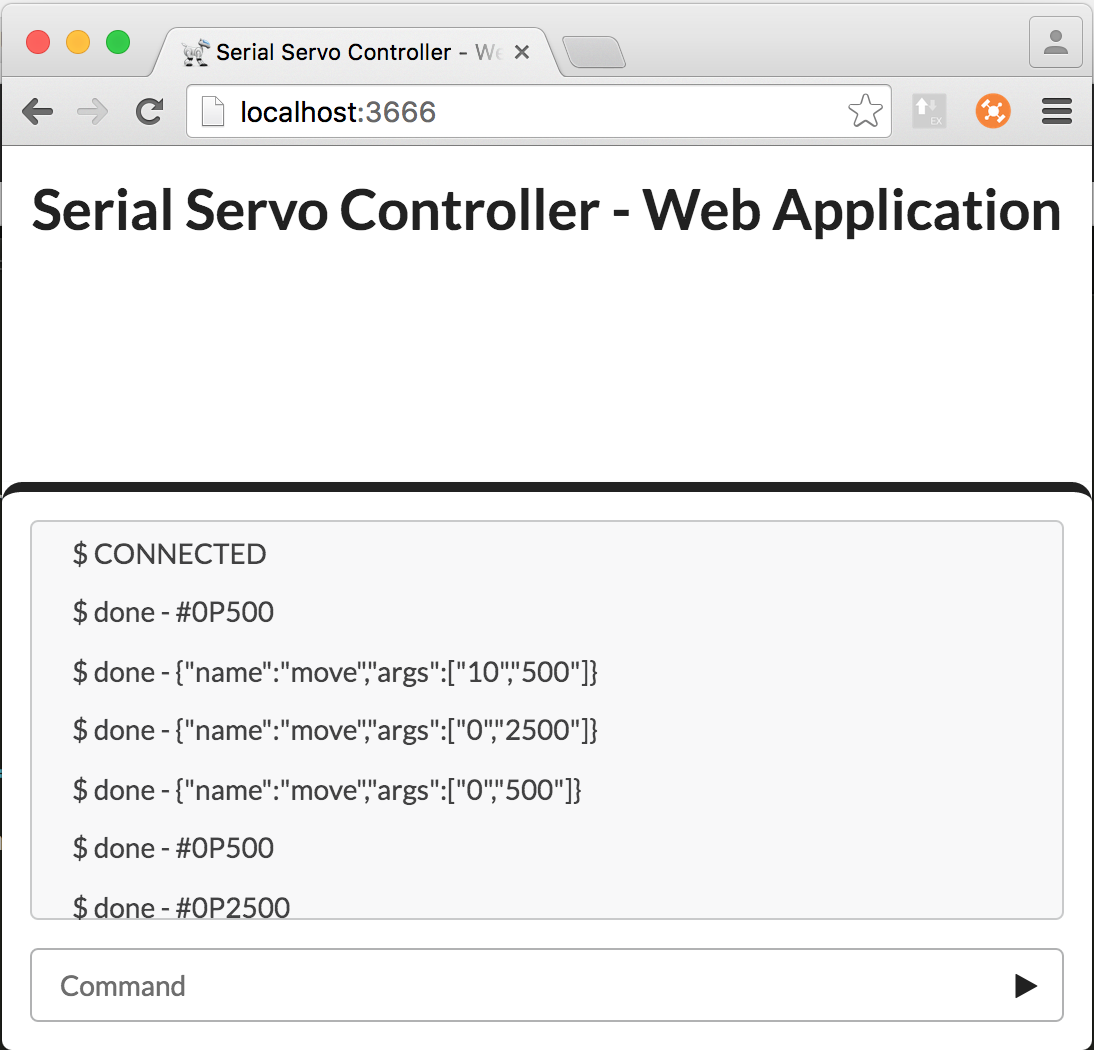 Serial Servo Controller - We
localhost:3666
EX
Serial Servo Controller - Web Application
$ CONNECTED
$ done - #0P500
$ done - {"name":"move","args":["10","500"]}
$ done - {"name":"move","args":["0","2500"]}
$ done - {"name":"move","args":["0","500"]}
$ done - #0P500
$ done - #0P2500
Command